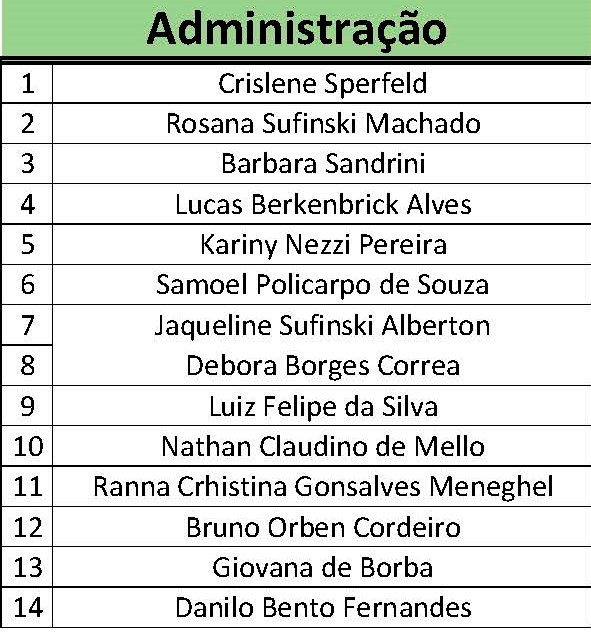 Administração
1 Crislene Sperfeld
2 Rosana Sufinski Machado
3 Barbara Sandrini
4 Lucas Berkenbrick Alves
5 Kariny Nezzi Pereira
6 Samoel Policarpo de Souza
7 Jaqueline Sufinski Alberton
8 Debora Borges Correa
9 Luiz Felipe da Silva
10 Nathan Claudino de Mello
11 Ranna Crhistina Gonsalves Meneghel
12 Bruno Orben Cordeiro
13 Giovana de Borba
14 Danilo Bento Fernandes